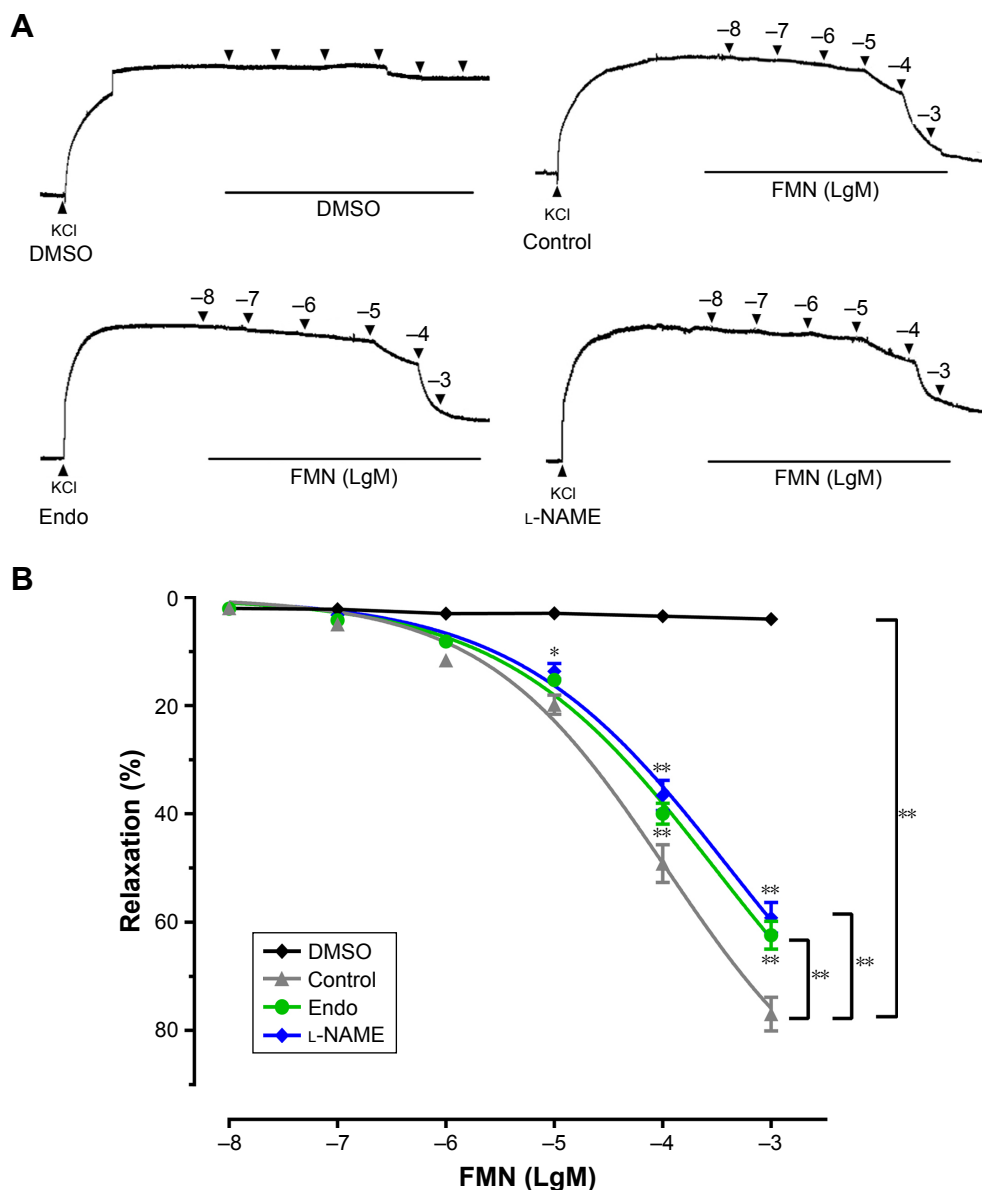 A
–8
–7
–6
–5
–4
–3
KCl
DMSO
DMSO
KCl
FMN (LgM)
Control
–8
–7
–6
–5
–4
–3
KCl
FMN (LgM)
Endo
–8
–7
–6
–5
–4
–3
KCl
FMN (LgM)
L-NAME
B
Relaxation (%)
0
20
40
60
80
*
**
**
**
**
**
**
**
DMSO
Control
Endo
L-NAME
–8 –7 –6 –5 –4 –3
FMN (LgM)